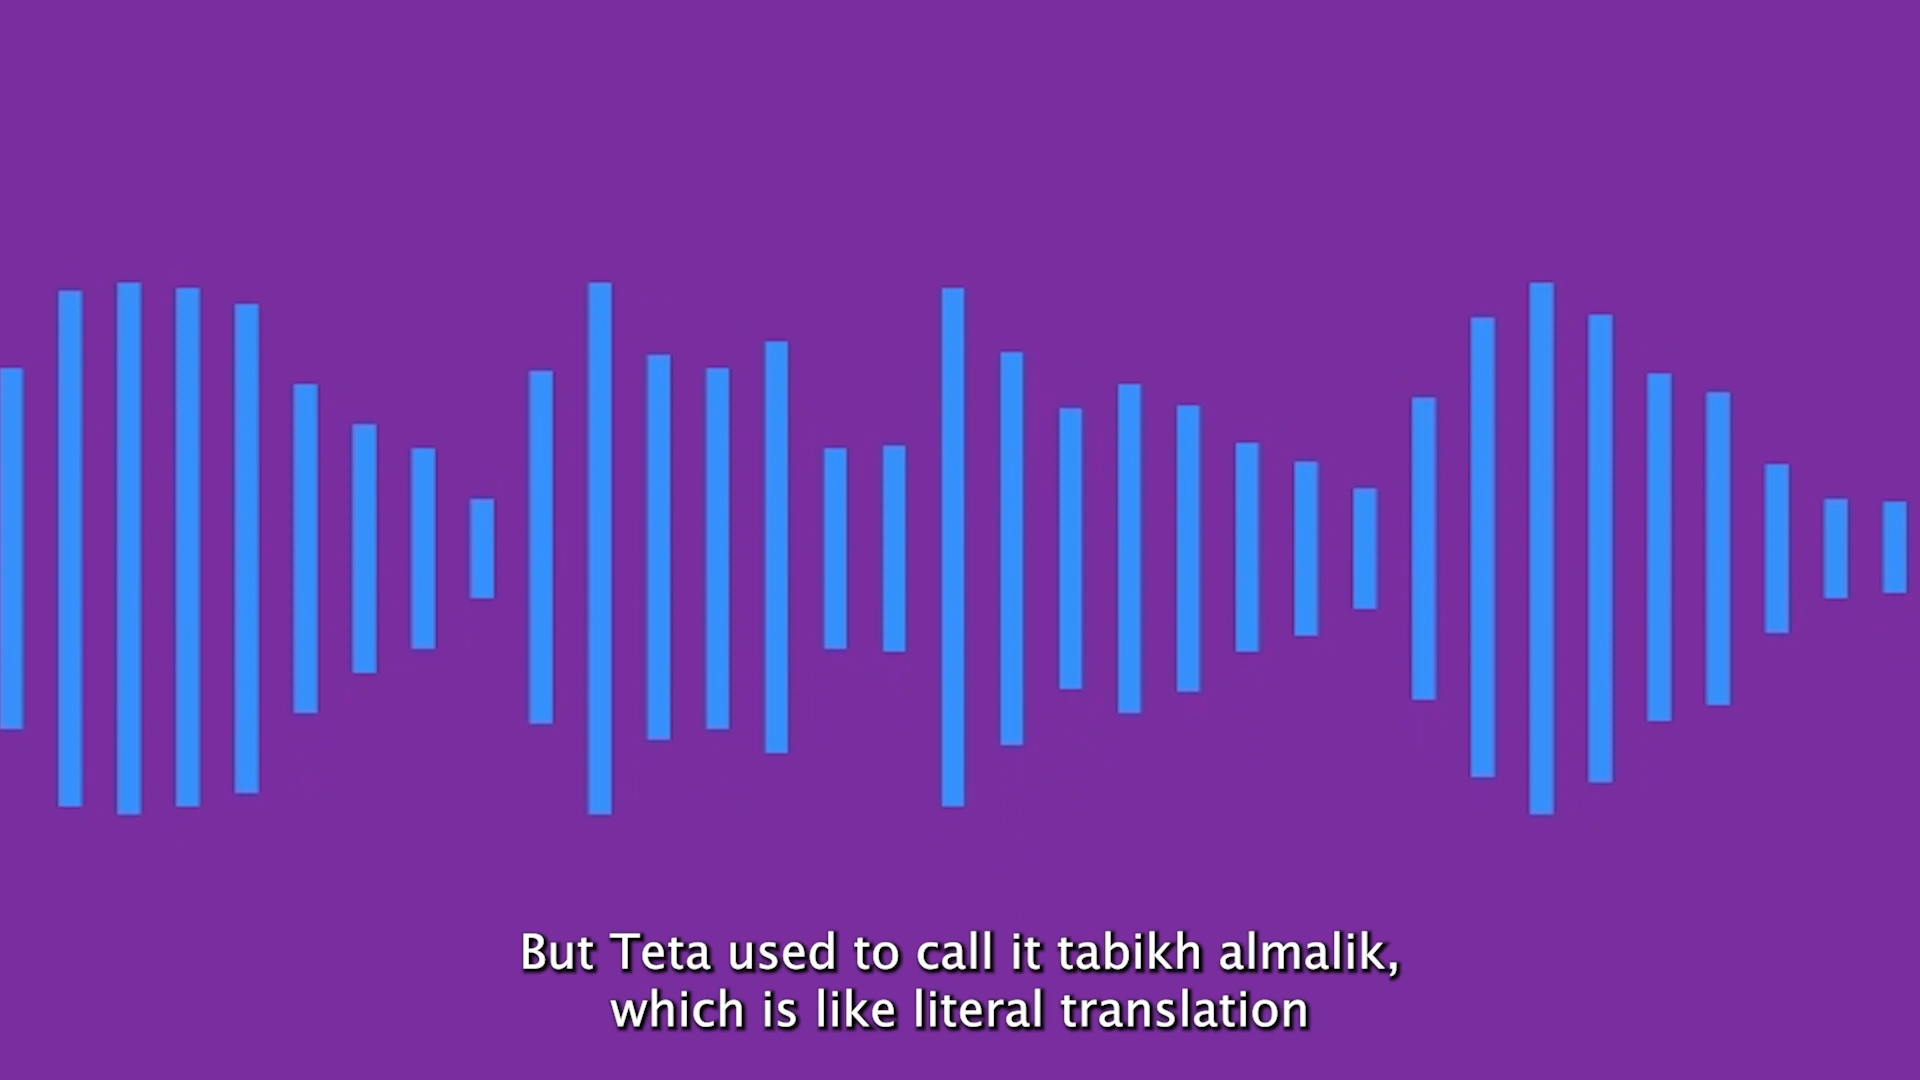 But Teta used to call it tabikh almalik,
which is like literal translation